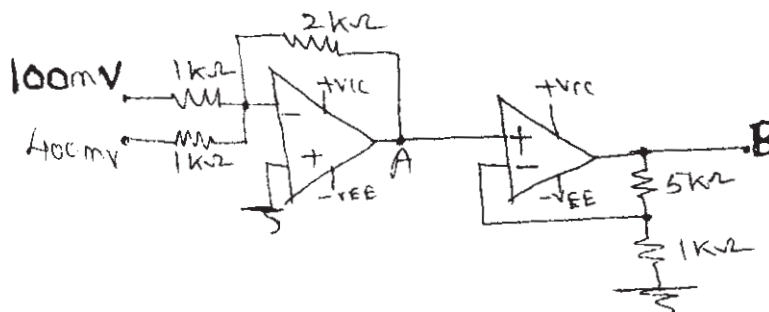 2kΩ
100mV
1kΩ
+VCC
+VCC
-
+
400mV
1kΩ
+
-
A
B
-VEE
-VEE
5kΩ
1kΩ